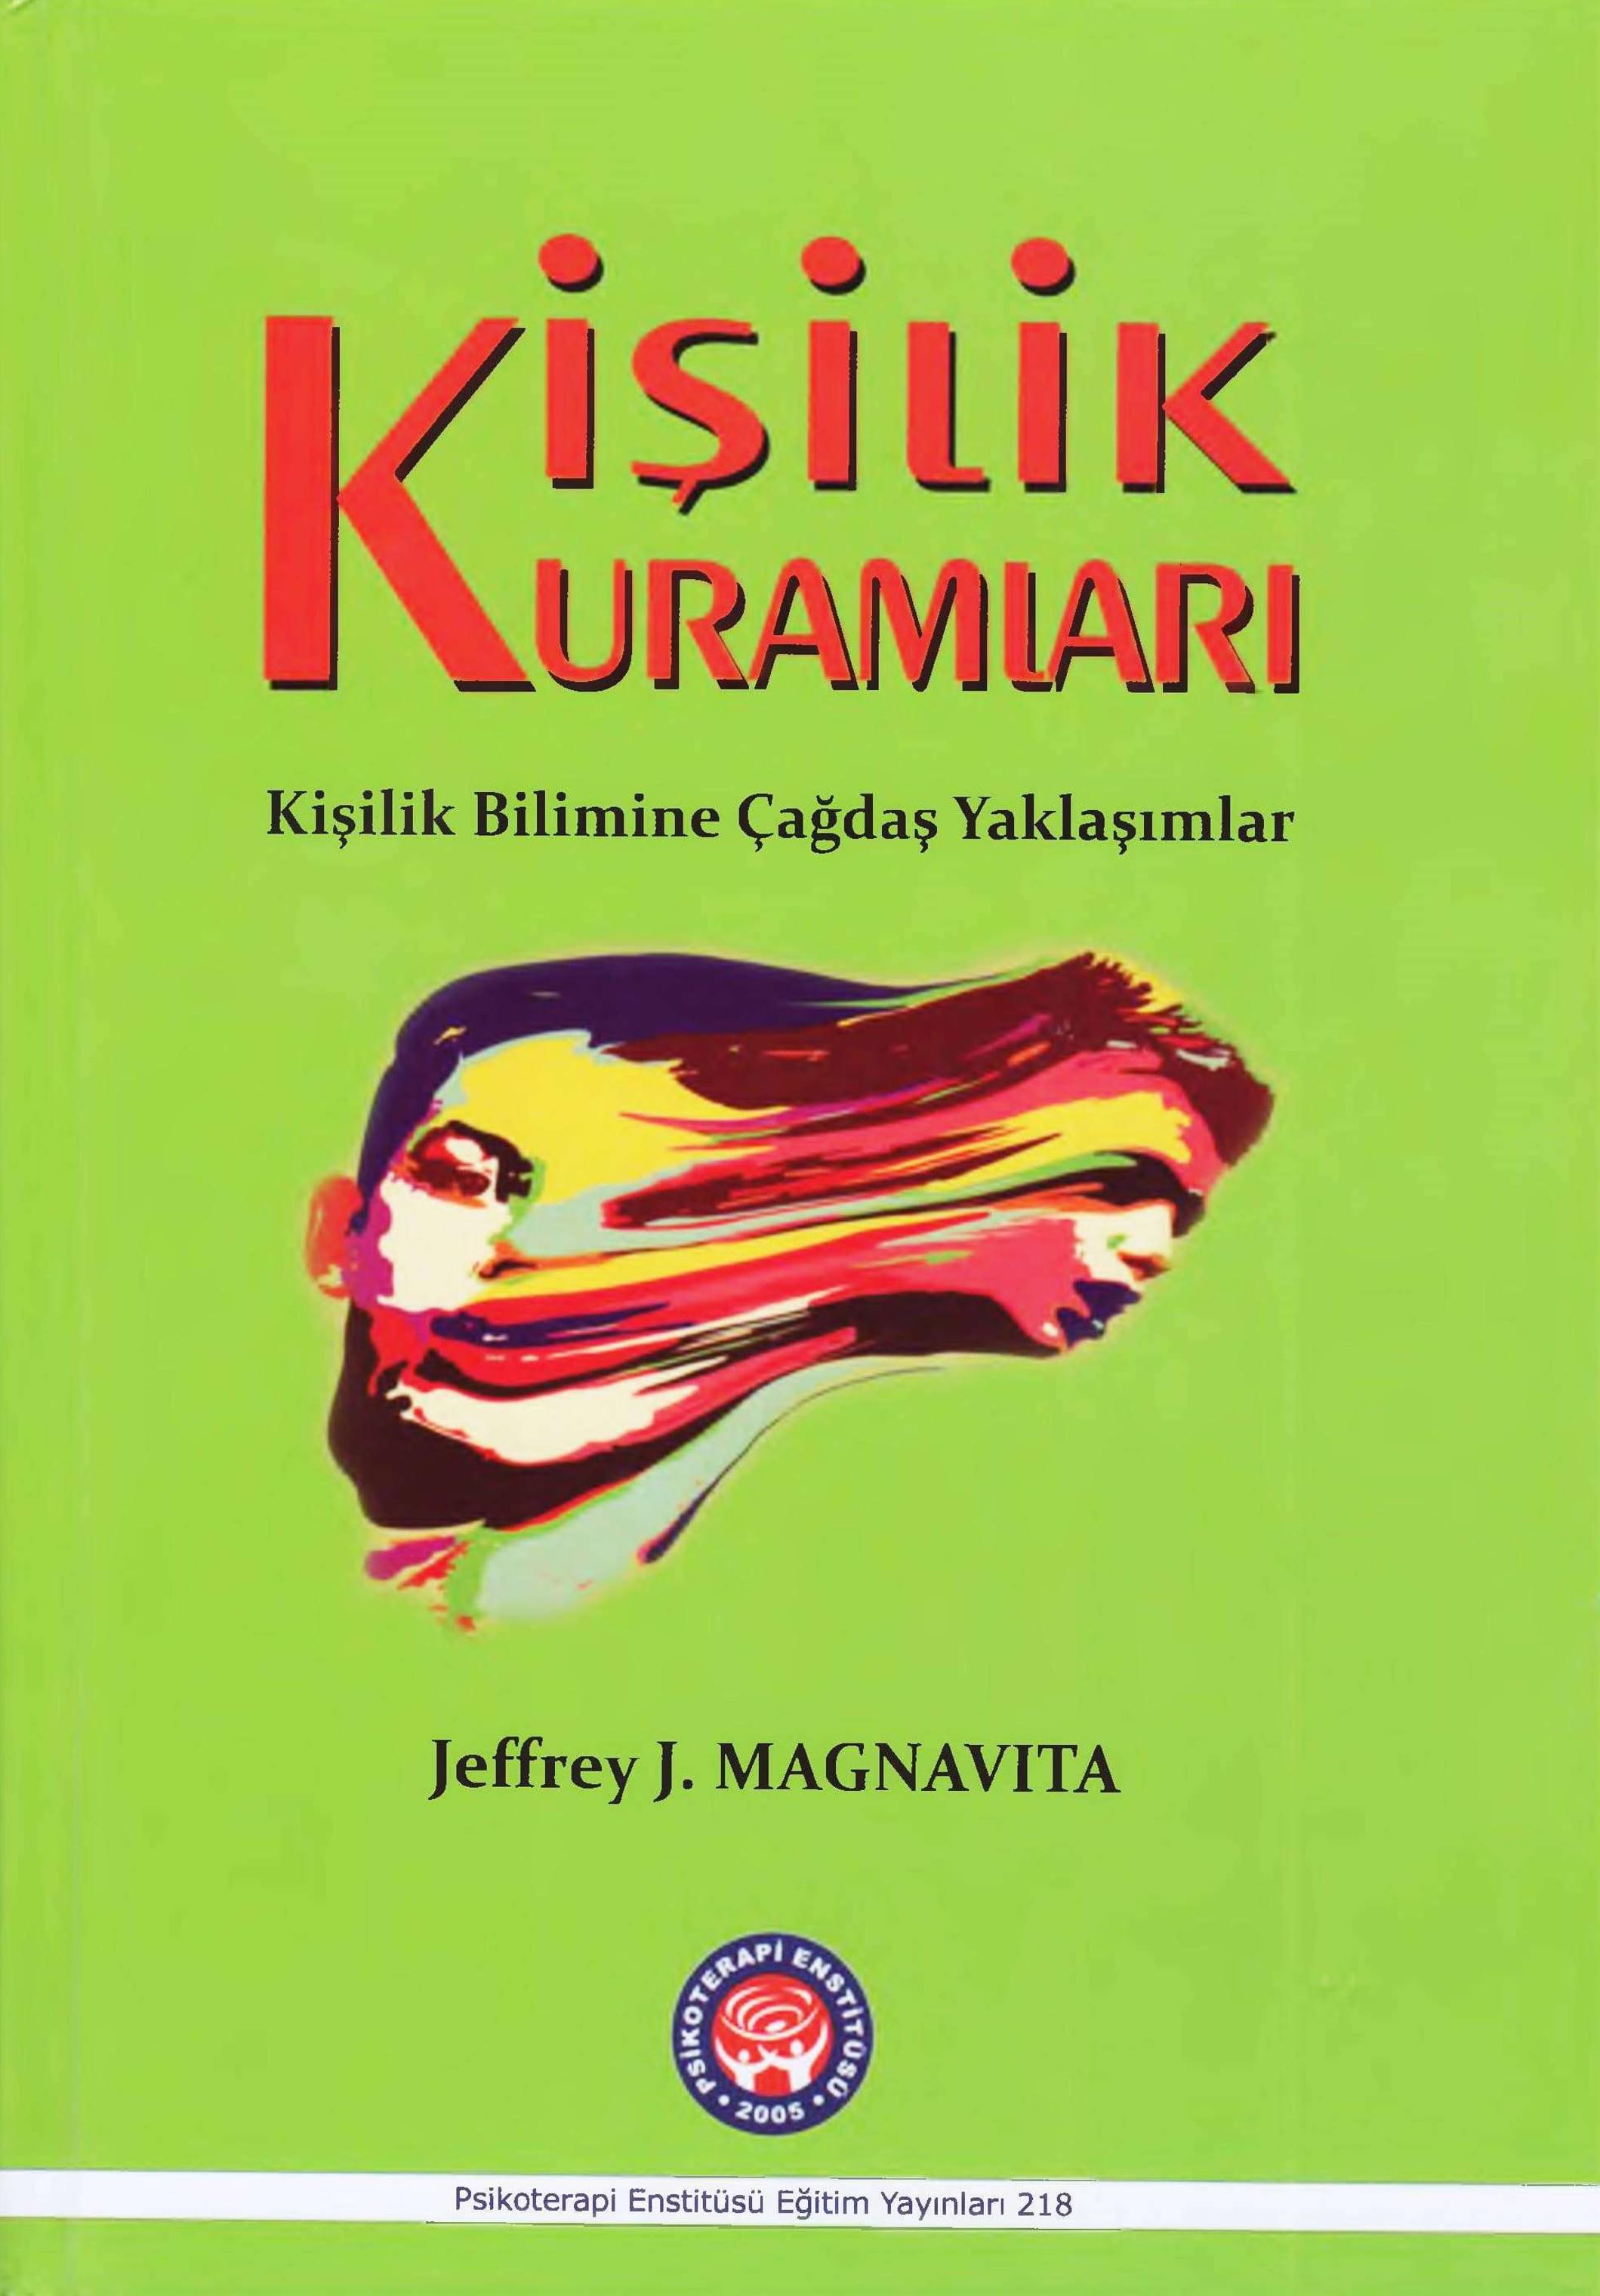 KİŞİLİK
KURAMLARI
Kişilik Bilimine Çağdaş Yaklaşımlar
Jeffrey J. MAGNAVITA
PSİKOTERAPİ ENSTİTÜSÜ
2005
Psikoterapi Enstitüsü Eğitim Yayınları 218